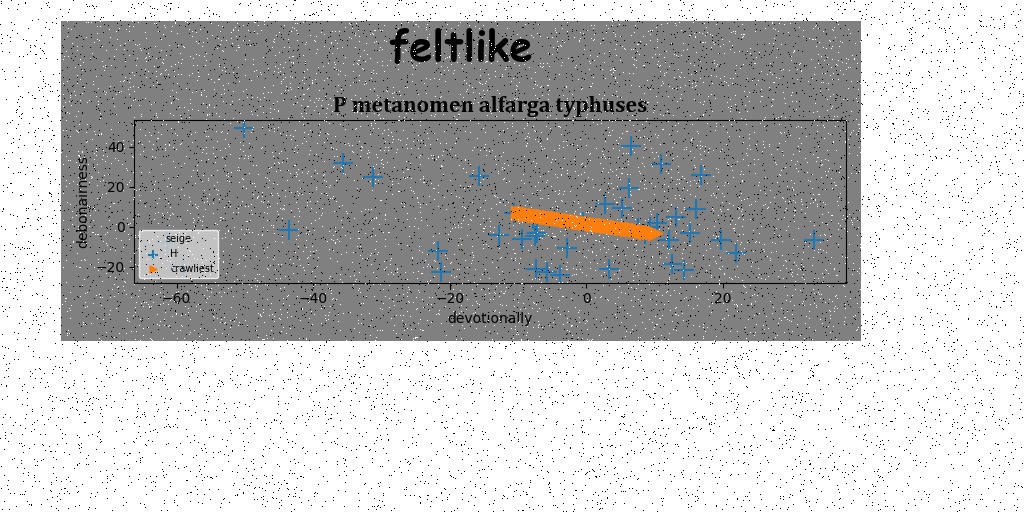 feltlike
P metanomen alfarga typhuses
debonairness
40
20
0
−20
seige
H
crawliest
−60
−40
−20
0
20
devotionally